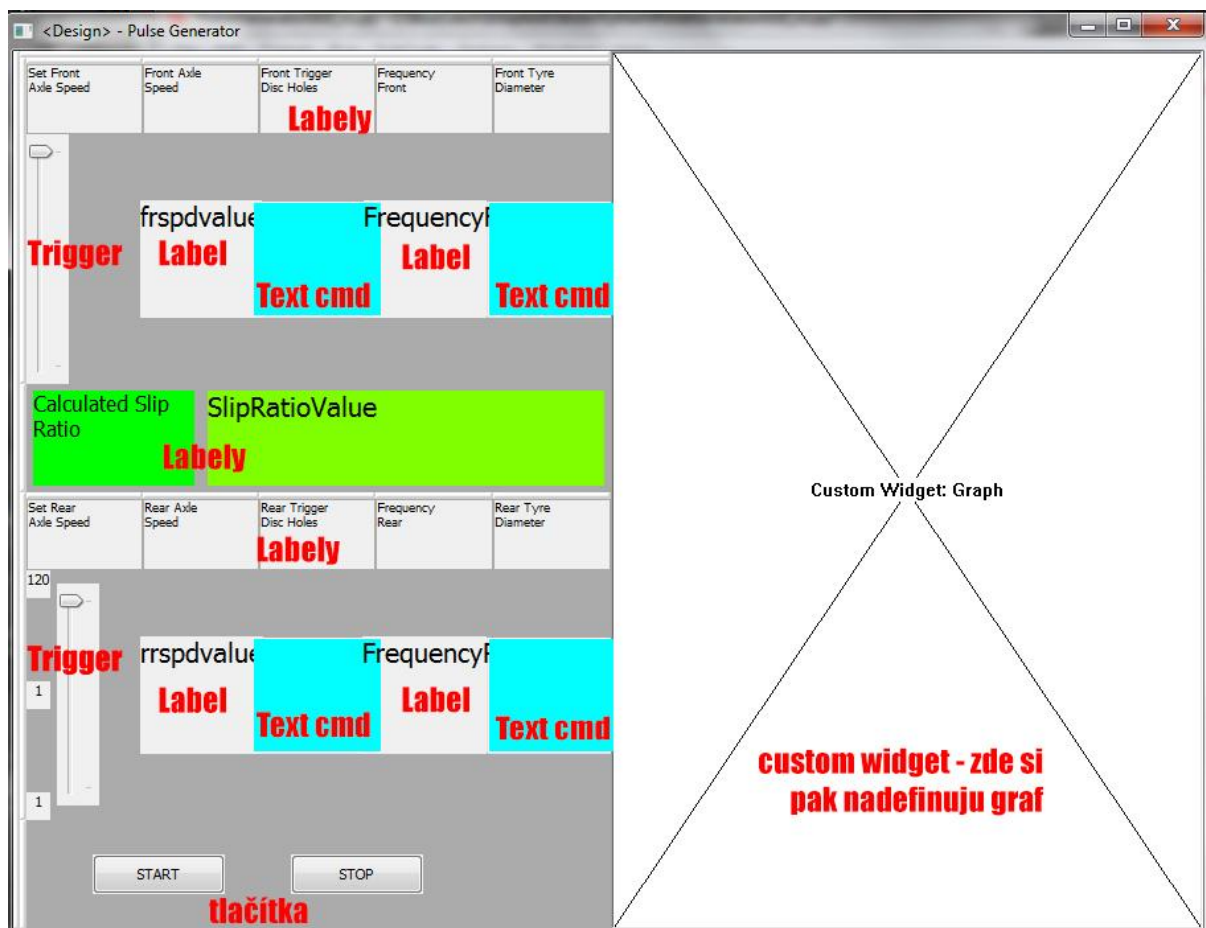 <Design> - Pulse Generator
Set Front
Axle Speed
Front Axle
Speed
Front Trigger
Disc Holes
Frequency
Front
Front Tyre
Diameter
Labely
frspdvalue
FrequencyF
Trigger
Label
Label
Text cmd
Text cmd
Calculated Slip
Ratio
SlipRatioValue
Labely
Custom Widget: Graph
Set Rear
Axle Speed
Rear Axle
Speed
Rear Trigger
Disc Holes
Frequency
Rear
Rear Tyre
Diameter
Labely
120
rrspdvalue
FrequencyF
Trigger
1
Label
Label
Text cmd
Text cmd
custom widget - zde si
pak nadefinuju graf
1
START
STOP
tlačítka